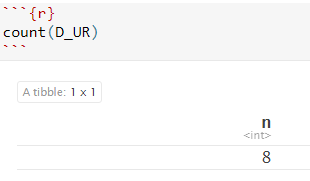 ```{r}
count(D_UR)
```
A tibble: 1 x 1
n
<int>
8